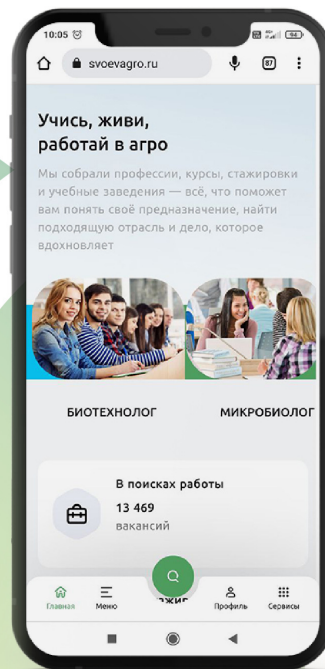 10:05
94
svoevagro.ru
87
Учись, живи,
работай в агро
Мы собрали профессии, курсы, стажировки
и учебные заведения — всё, что поможет
вам понять своё предназначение, найти
подходящую отрасль и дело, которое
вдохновляет
БИОТЕХНОЛОГ МИКРОБИОЛОГ
В поисках работы
13 469
вакансий
Главная Меню Профиль Сервисы